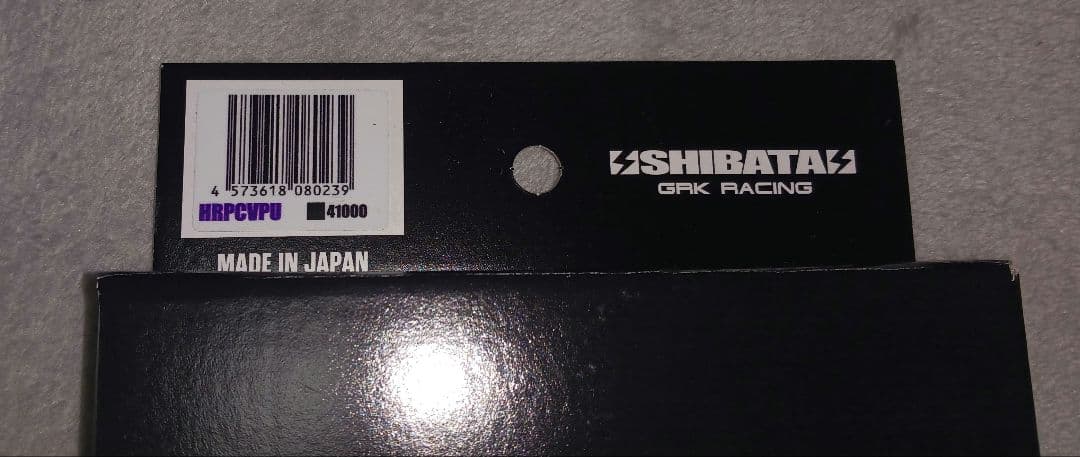 4 573618 080239
HRPCVPU ■41000
MADE IN JAPAN
SHIBATA
GRK RACING